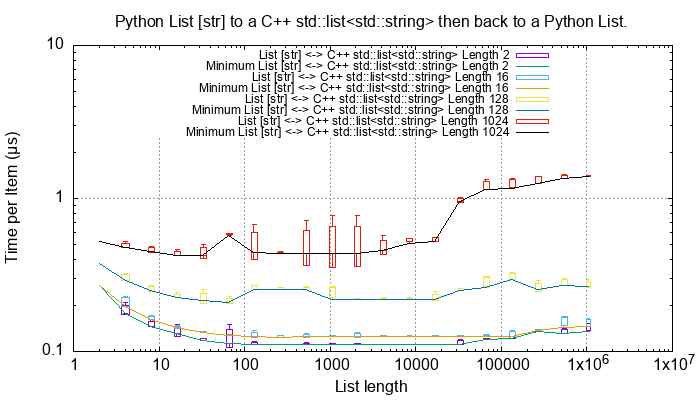 Python List [str] to a C++ std::list<std::string> then back to a Python List.
10
List [str] <-> C++ std::list<std::string> Length 2
Minimum List [str] <-> C++ std::list<std::string> Length 2
List [str] <-> C++ std::list<std::string> Length 16
Minimum List [str] <-> C++ std::list<std::string> Length 16
List [str] <-> C++ std::list<std::string> Length 128
Minimum List [str] <-> C++ std::list<std::string> Length 128
List [str] <-> C++ std::list<std::string> Length 1024
Minimum List [str] <-> C++ std::list<std::string> Length 1024
Time per Item (µs)
1
0.1
1 10 100 1000 10000 100000 1x10⁶ 1x10⁷
List length